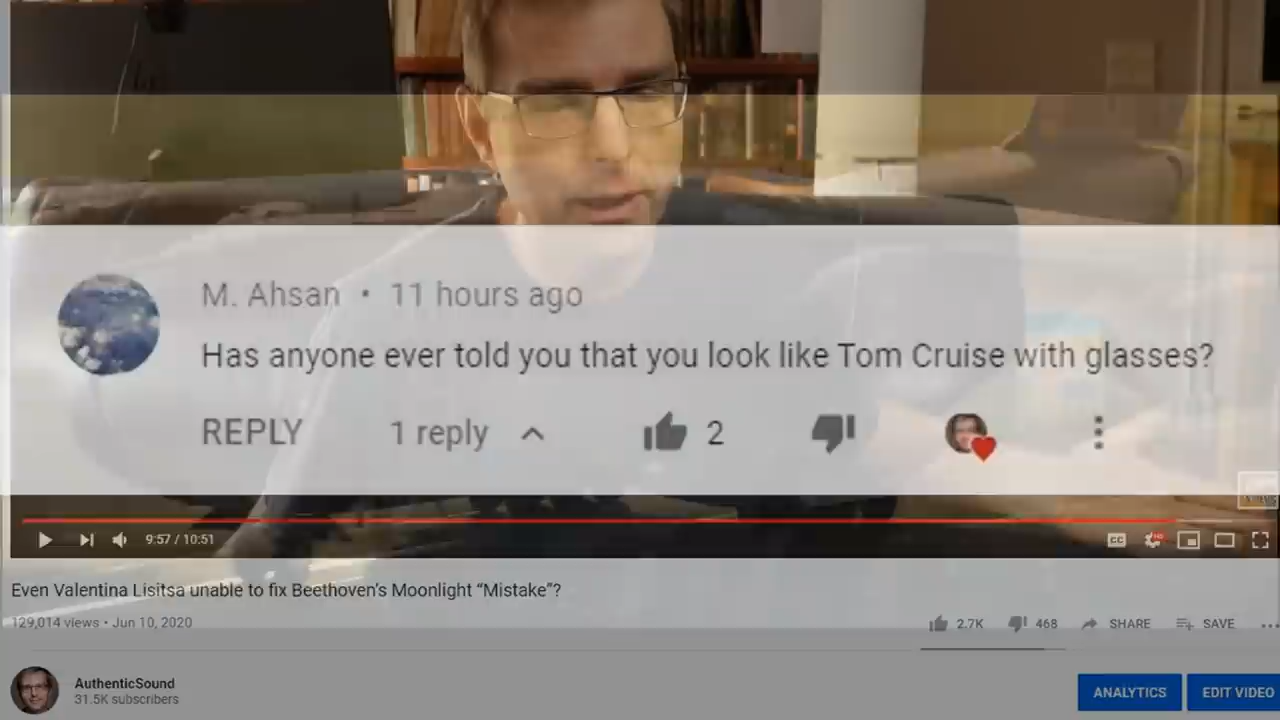 M. Ahsan • 11 hours ago
Has anyone ever told you that you look like Tom Cruise with glasses?
REPLY 1 reply 2
9:57 / 10:51 CC HD
Even Valentina Lisitsa unable to fix Beethoven's Moonlight “Mistake”?
129,014 views • Jun 10, 2020 2.7K 468 SHARE SAVE
AuthenticSound
31.5K subscribers
ANALYTICS EDIT VIDEO